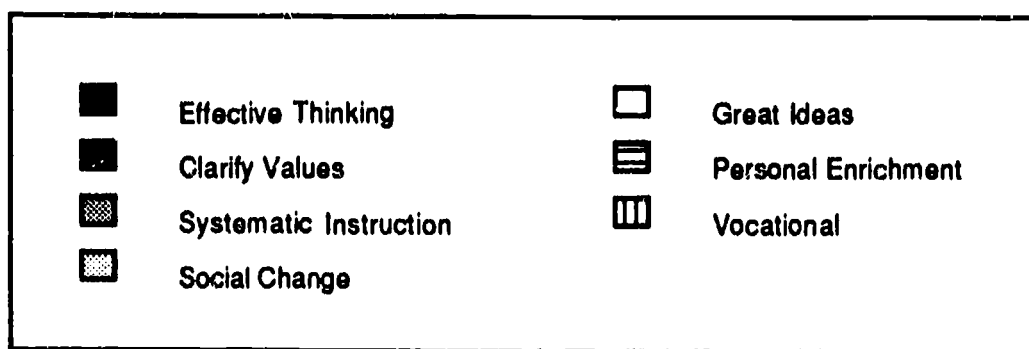 Effective Thinking
Clarify Values
Systematic Instruction
Social Change
Great Ideas
Personal Enrichment
Vocational